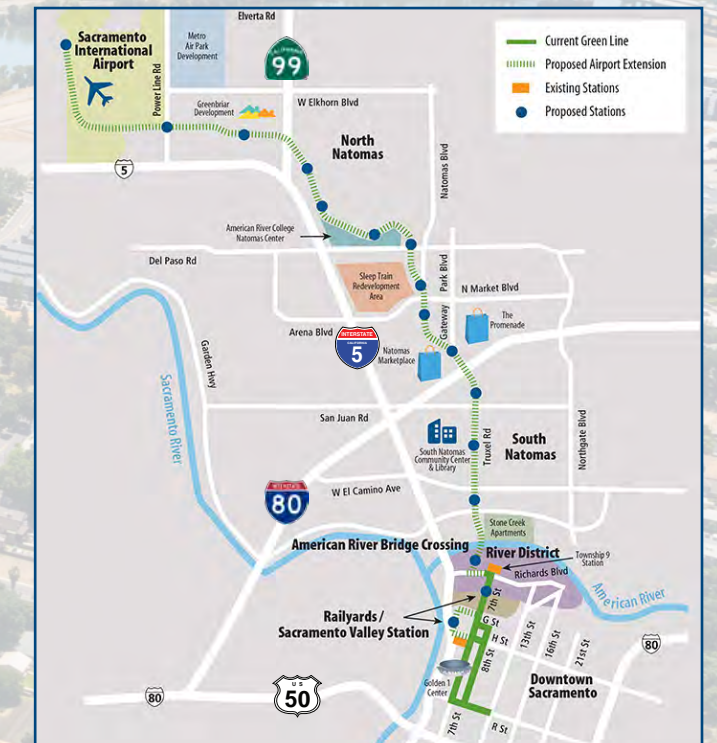 Elverta Rd
Sacramento
International
Airport
Metro
Air Park
Development
99
Current Green Line
Proposed Airport Extension
Existing Stations
Proposed Stations
Power Line Rd
Greenbriar
Development
W Elkhorn Blvd
North
Natomas
Natomas Blvd
5
American River College
Natomas Center
Del Paso Rd
Sleep Train
Redevelopment
Area
Park Blvd
Gateway
N Market Blvd
The
Promenade
Arena Blvd
INTERSTATE
CALIFORNIA
5
Natomas
Marketplace
Garden Hwy
Sacramento River
San Juan Rd
South Natomas
Community Center
& Library
Truxel Rd
South
Natomas
Northgate Blvd
INTERSTATE
80
W El Camino Ave
Stone Creek
Apartments
American River Bridge Crossing
River District
Township 9
Station
Richards Blvd
American River
7th St
Railyards /
Sacramento Valley Station
G St
H St
13th St
16th St
21st St
80
8th St
Golden 1
Center
Downtown
Sacramento
80
US
50
7th St
R St